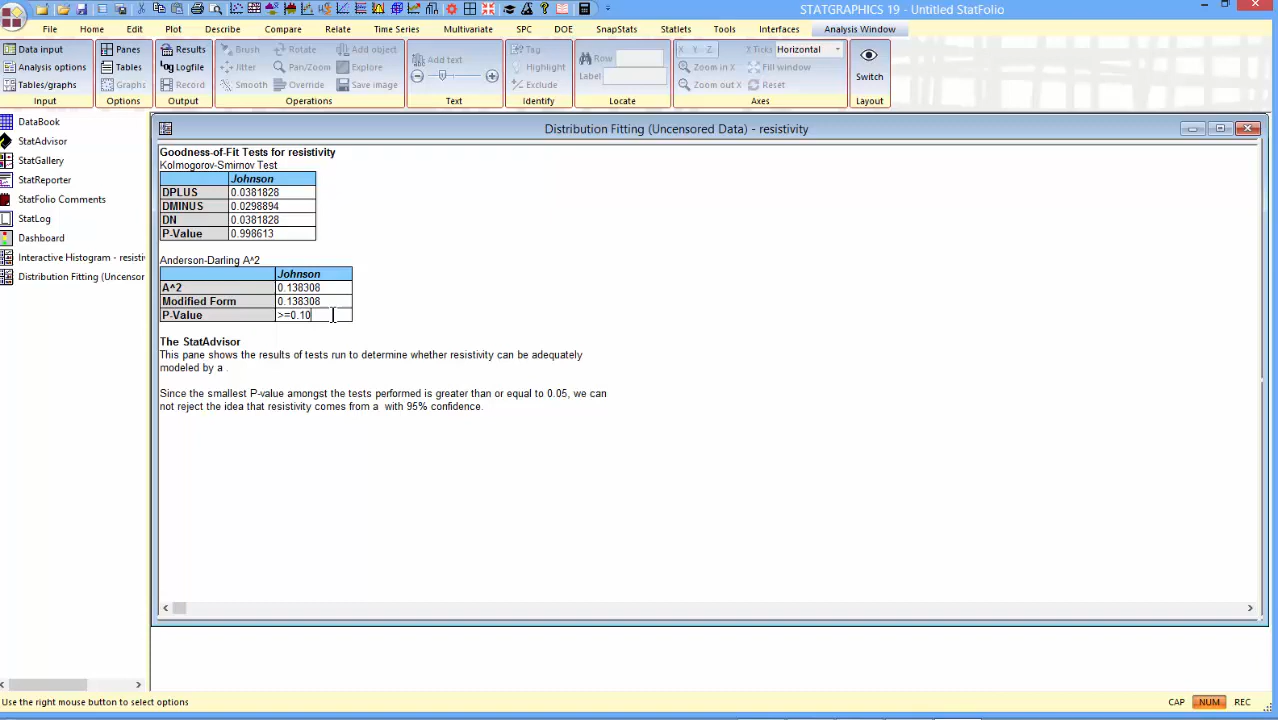 STATGRAPHICS 19 - Untitled StatFolio
File Home Edit Plot Describe Compare Relate Time Series Multivariate SPC DOE SnapStats Statlets Tools Interfaces Analysis Window
Data input Panes Results Brush Rotate Add object Add text Tag Row X Y Z X Ticks Horizontal
Analysis options Tables Logfile Jitter Pan/Zoom Explore Highlight Label Zoom in X Fill window Switch
Tables/graphs Graphs Record Smooth Override Save image Exclude Zoom out X Reset
Input Options Output Operations Text Identify Locate Axes Layout
DataBook
StatAdvisor
StatGallery
StatReporter
StatFolio Comments
StatLog
Dashboard
Interactive Histogram - resisti
Distribution Fitting (Uncensor
Distribution Fitting (Uncensored Data) - resistivity
Goodness-of-Fit Tests for resistivity
Kolmogorov-Smirnov Test
Johnson
DPLUS 0.0381828
DMINUS 0.0298894
DN 0.0381828
P-Value 0.998613
Anderson-Darling A^2
Johnson
A^2 0.138308
Modified Form 0.138308
P-Value >=0.10
The StatAdvisor
This pane shows the results of tests run to determine whether resistivity can be adequately
modeled by a .
Since the smallest P-value amongst the tests performed is greater than or equal to 0.05, we can
not reject the idea that resistivity comes from a  with 95% confidence.
Use the right mouse button to select options
CAP NUM REC